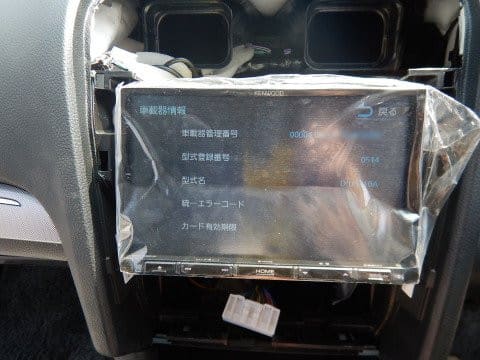 KENWOOD
車載器情報 戻る
車載器管理番号
型式登録番号 0514
型式名
統一エラーコード
カード有効期限
HOME